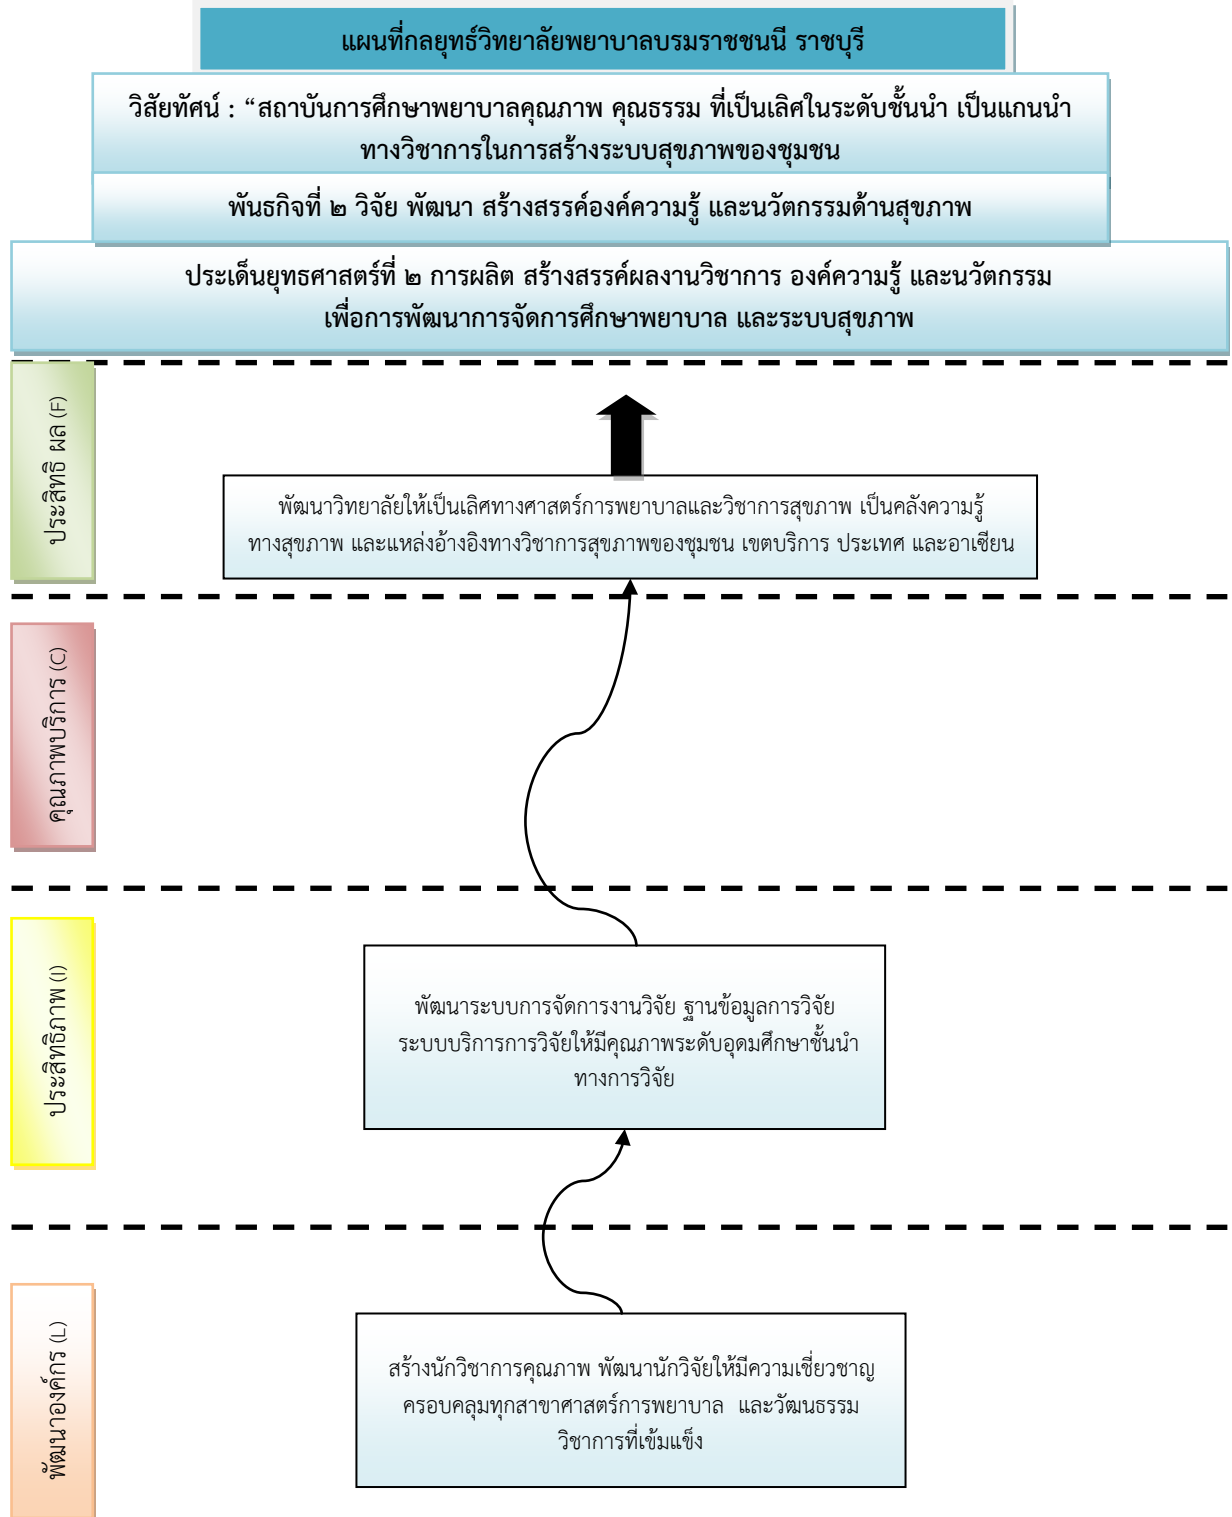 แผนที่กลยุทธ์วิทยาลัยพยาบาลบรมราชชนนี ราชบุรี
วิสัยทัศน์ : “สถาบันการศึกษาพยาบาลคุณภาพ คุณธรรม ที่เป็นเลิศในระดับชั้นนำ เป็นแกนนำ
ทางวิชาการในการสร้างระบบสุขภาพของชุมชน
พันธกิจที่ ๒ วิจัย พัฒนา สร้างสรรค์องค์ความรู้ และนวัตกรรมด้านสุขภาพ
ประเด็นยุทธศาสตร์ที่ ๒ การผลิต สร้างสรรค์ผลงานวิชาการ องค์ความรู้ และนวัตกรรม
เพื่อการพัฒนาการจัดการศึกษาพยาบาล และระบบสุขภาพ
ประสิทธิ ผล (F)
พัฒนาวิทยาลัยให้เป็นเลิศทางศาสตร์การพยาบาลและวิชาการสุขภาพ เป็นคลังความรู้
ทางสุขภาพ และแหล่งอ้างอิงทางวิชาการสุขภาพของชุมชน เขตบริการ ประเทศ และอาเซียน
คุณภาพบริการ (C)
ประสิทธิภาพ (I)
พัฒนาระบบการจัดการงานวิจัย ฐานข้อมูลการวิจัย
ระบบบริการการวิจัยให้มีคุณภาพระดับอุดมศึกษาชั้นนำ
ทางการวิจัย
พัฒนาองค์กร (L)
สร้างนักวิชาการคุณภาพ พัฒนานักวิจัยให้มีความเชี่ยวชาญ
ครอบคลุมทุกสาขาศาสตร์การพยาบาล และวัฒนธรรม
วิชาการที่เข้มแข็ง